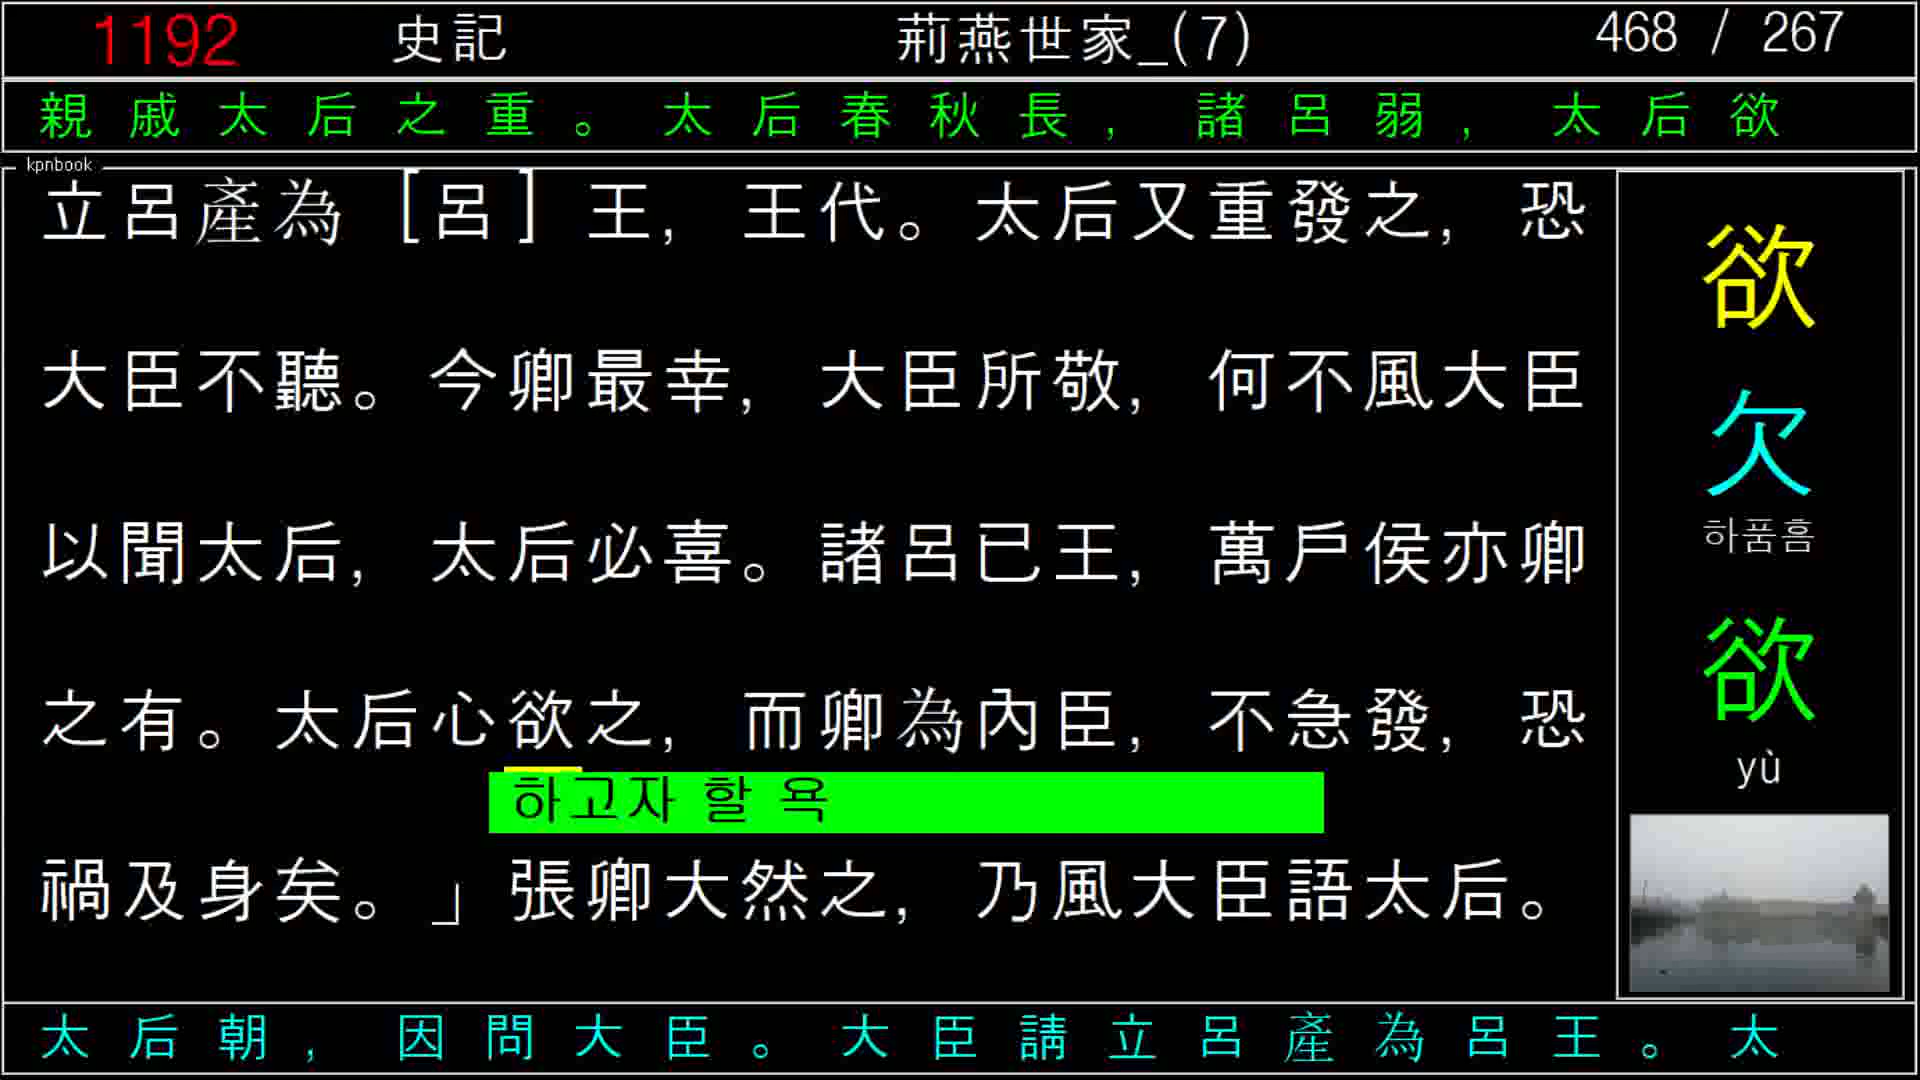 1192 史記 荊燕世家_(7) 468 / 267
親戚太后之重。太后春秋長，諸呂弱，太后欲
kpnbook
立呂產為［呂］王，王代。太后又重發之，恐
大臣不聽。今卿最幸，大臣所敬，何不風大臣
以聞太后，太后必喜。諸呂已王，萬戶侯亦卿
之有。太后心欲之，而卿為內臣，不急發，恐
하고자 할 욕
禍及身矣。」張卿大然之，乃風大臣語太后。
欲
欠
하품흠
欲
yù
太后朝，因問大臣。大臣請立呂產為呂王。太